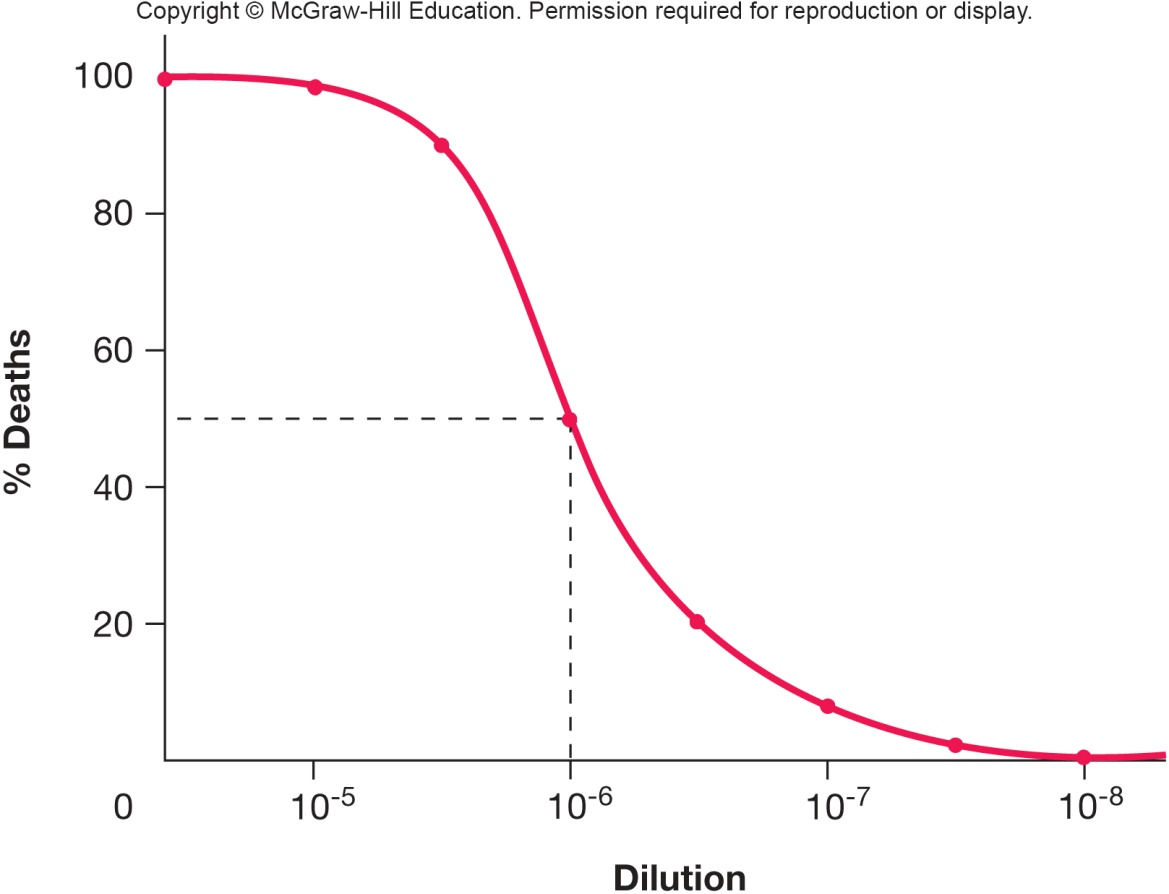 Copyright © McGraw-Hill Education. Permission required for reproduction or display.
100
80
60
40
20
% Deaths
0 10-5 10-6 10-7 10-8
Dilution